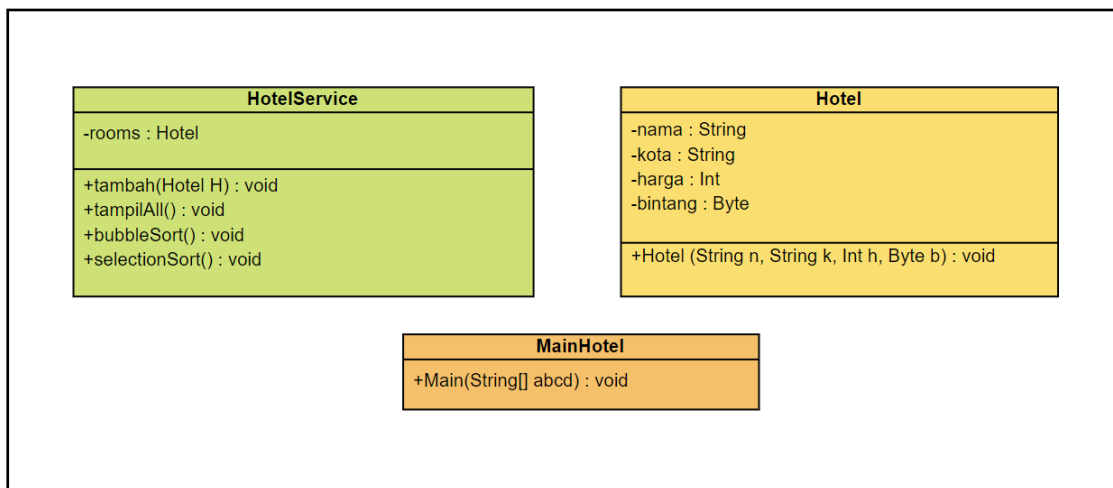 HotelService
-rooms : Hotel
+tambah(Hotel H) : void
+tampilAll() : void
+bubbleSort() : void
+selectionSort() : void
Hotel
-nama : String
-kota : String
-harga : Int
-bintang : Byte
+Hotel (String n, String k, Int h, Byte b) : void
MainHotel
+Main(String[] abcd) : void